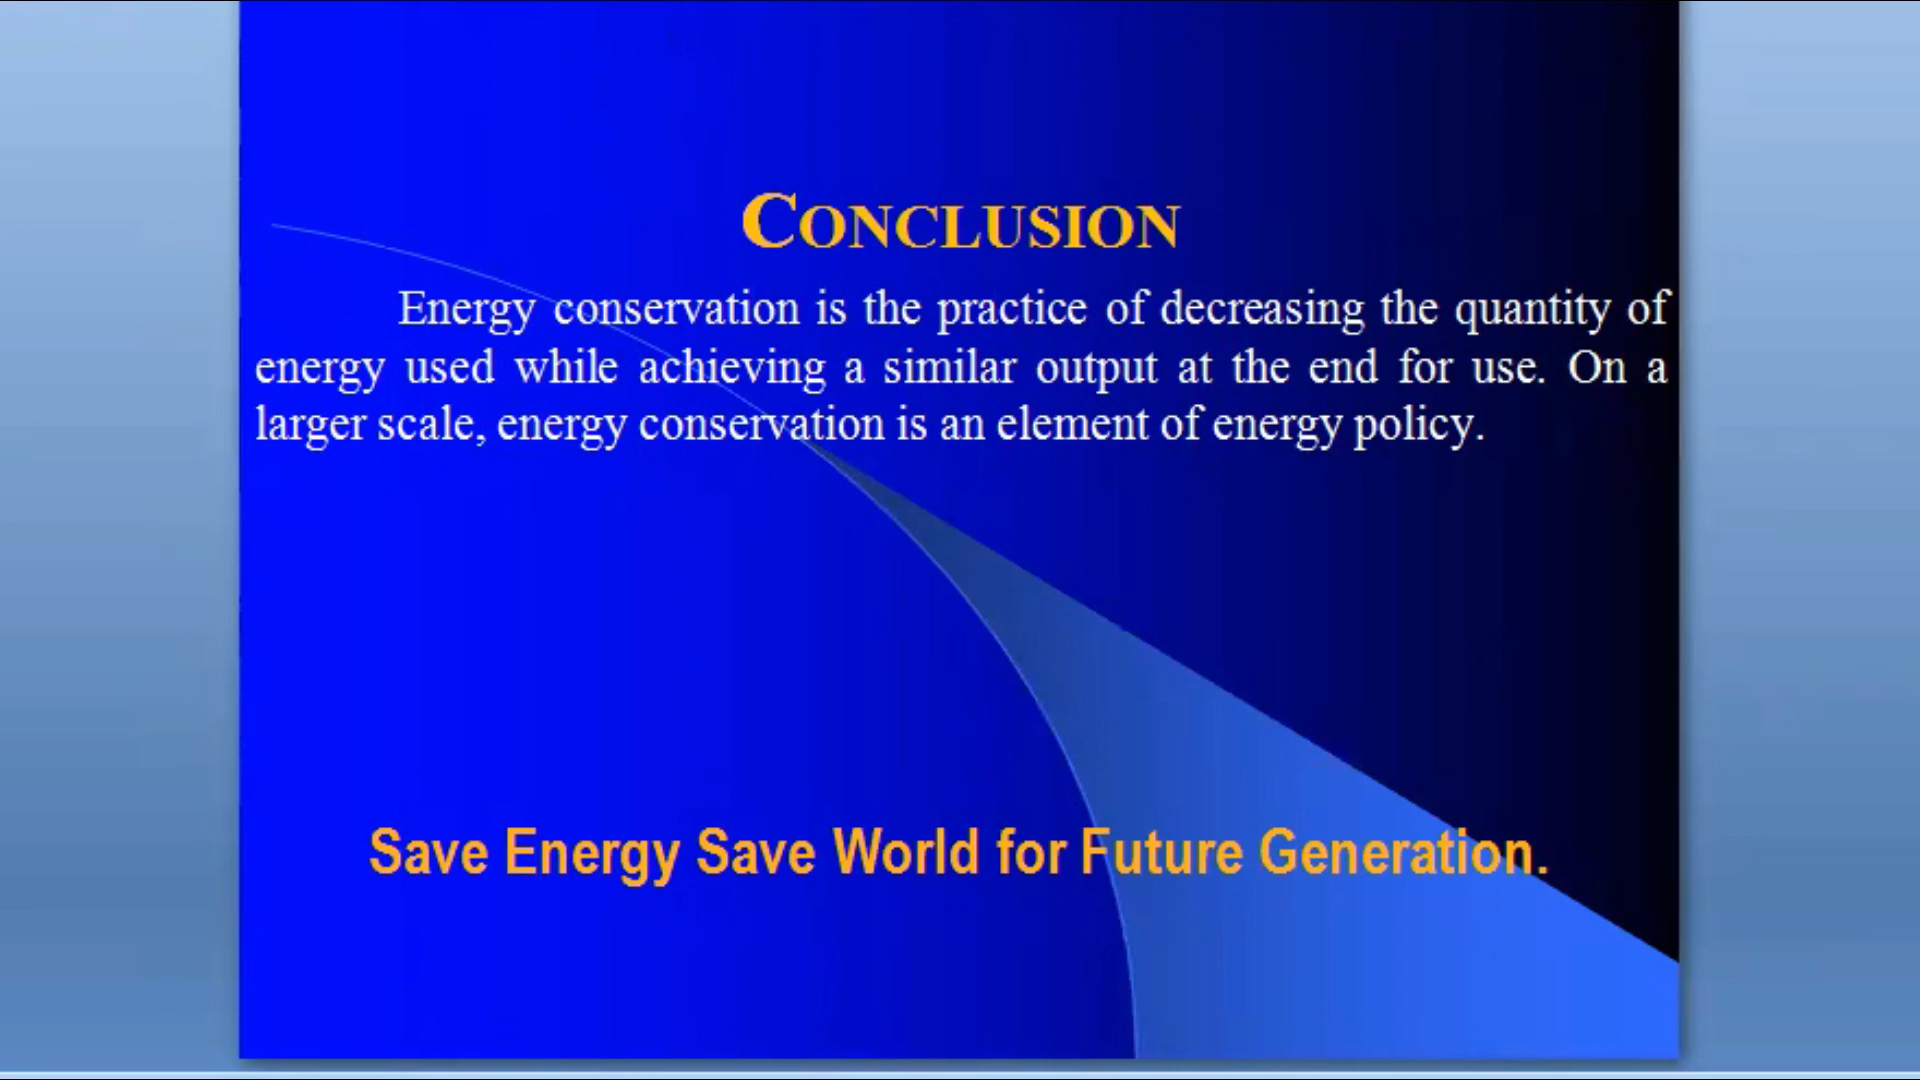 CONCLUSION
Energy conservation is the practice of decreasing the quantity of
energy used while achieving a similar output at the end for use. On a
larger scale, energy conservation is an element of energy policy.
Save Energy Save World for Future Generation.